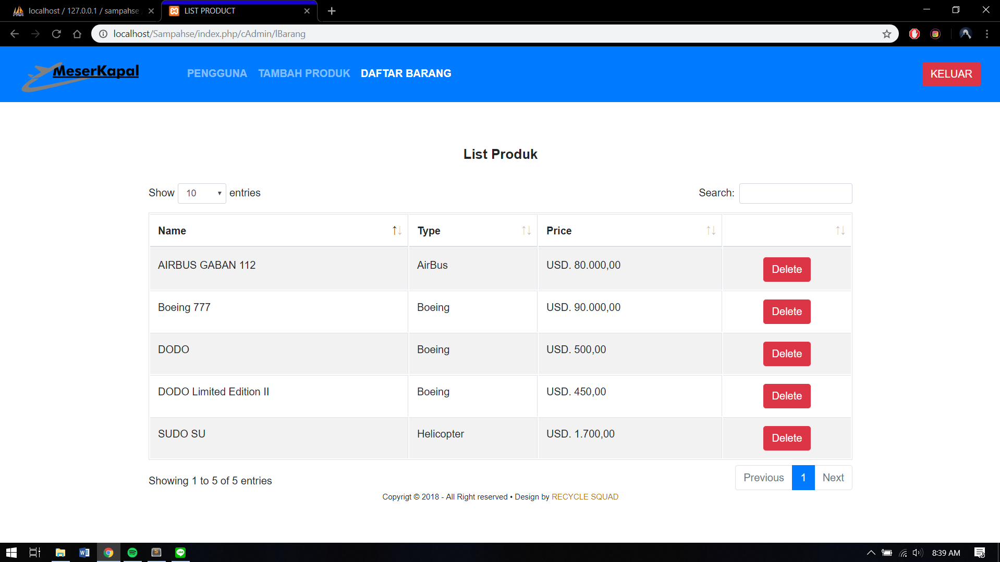 localhost / 127.0.0.1 / sampahse
LIST PRODUCT
localhost/Sampahse/index.php/cAdmin/lBarang
MeserKapal
PENGGUNA TAMBAH PRODUK DAFTAR BARANG
KELUAR
List Produk
Show 10 entries
Search:
Name Type Price
AIRBUS GABAN 112 AirBus USD. 80.000,00 Delete
Boeing 777 Boeing USD. 90.000,00 Delete
DODO Boeing USD. 500,00 Delete
DODO Limited Edition II Boeing USD. 450,00 Delete
SUDO SU Helicopter USD. 1.700,00 Delete
Showing 1 to 5 of 5 entries
Previous 1 Next
Copyrigt © 2018 - All Right reserved • Design by RECYCLE SQUAD
8:39 AM